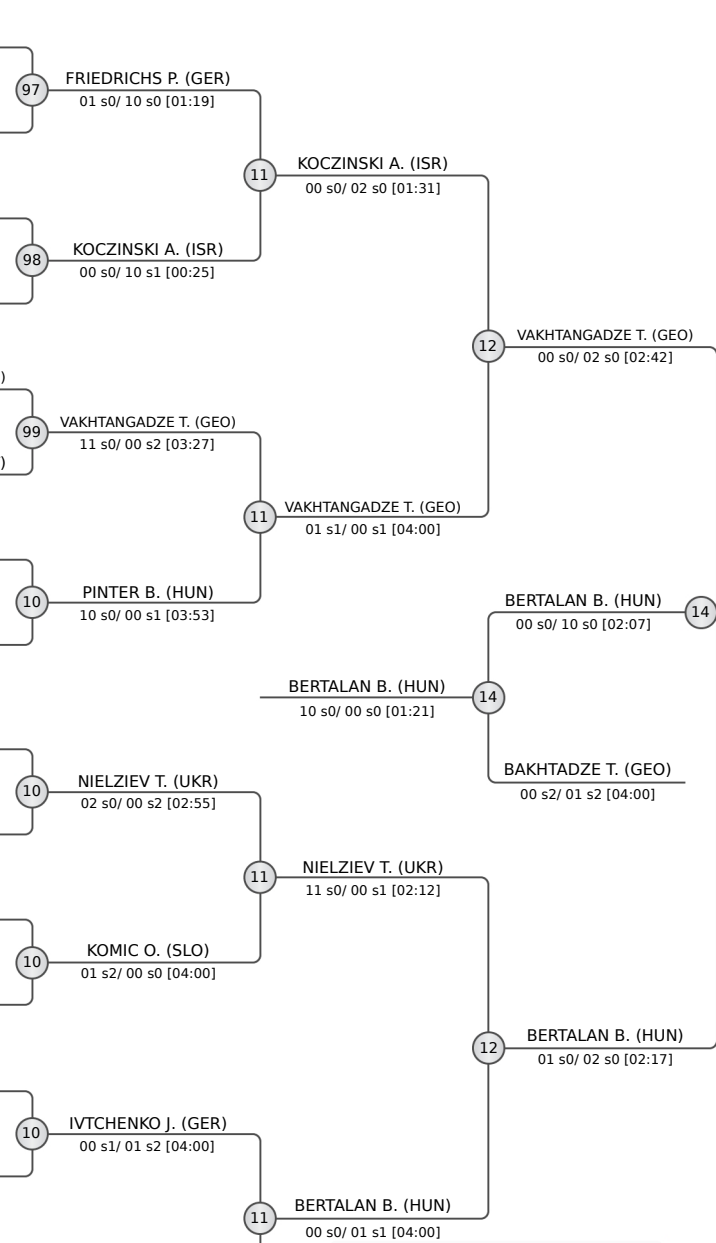 FRIEDRICHS P. (GER)
97
01 s0/ 10 s0 [01:19]
KOCZINSKI A. (ISR)
11
00 s0/ 02 s0 [01:31]
KOCZINSKI A. (ISR)
98
00 s0/ 10 s1 [00:25]
VAKHTANGADZE T. (GEO)
12
00 s0/ 02 s0 [02:42]
)
VAKHTANGADZE T. (GEO)
99
11 s0/ 00 s2 [03:27]
)
VAKHTANGADZE T. (GEO)
11
01 s1/ 00 s1 [04:00]
PINTER B. (HUN)
10
10 s0/ 00 s1 [03:53]
BERTALAN B. (HUN)
14
00 s0/ 10 s0 [02:07]
BERTALAN B. (HUN)
14
10 s0/ 00 s0 [01:21]
BAKHTADZE T. (GEO)
00 s2/ 01 s2 [04:00]
NIELZIEV T. (UKR)
10
02 s0/ 00 s2 [02:55]
NIELZIEV T. (UKR)
11
11 s0/ 00 s1 [02:12]
KOMIC O. (SLO)
10
01 s2/ 00 s0 [04:00]
BERTALAN B. (HUN)
12
01 s0/ 02 s0 [02:17]
IVTCHENKO J. (GER)
10
00 s1/ 01 s2 [04:00]
BERTALAN B. (HUN)
11
00 s0/ 01 s1 [04:00]